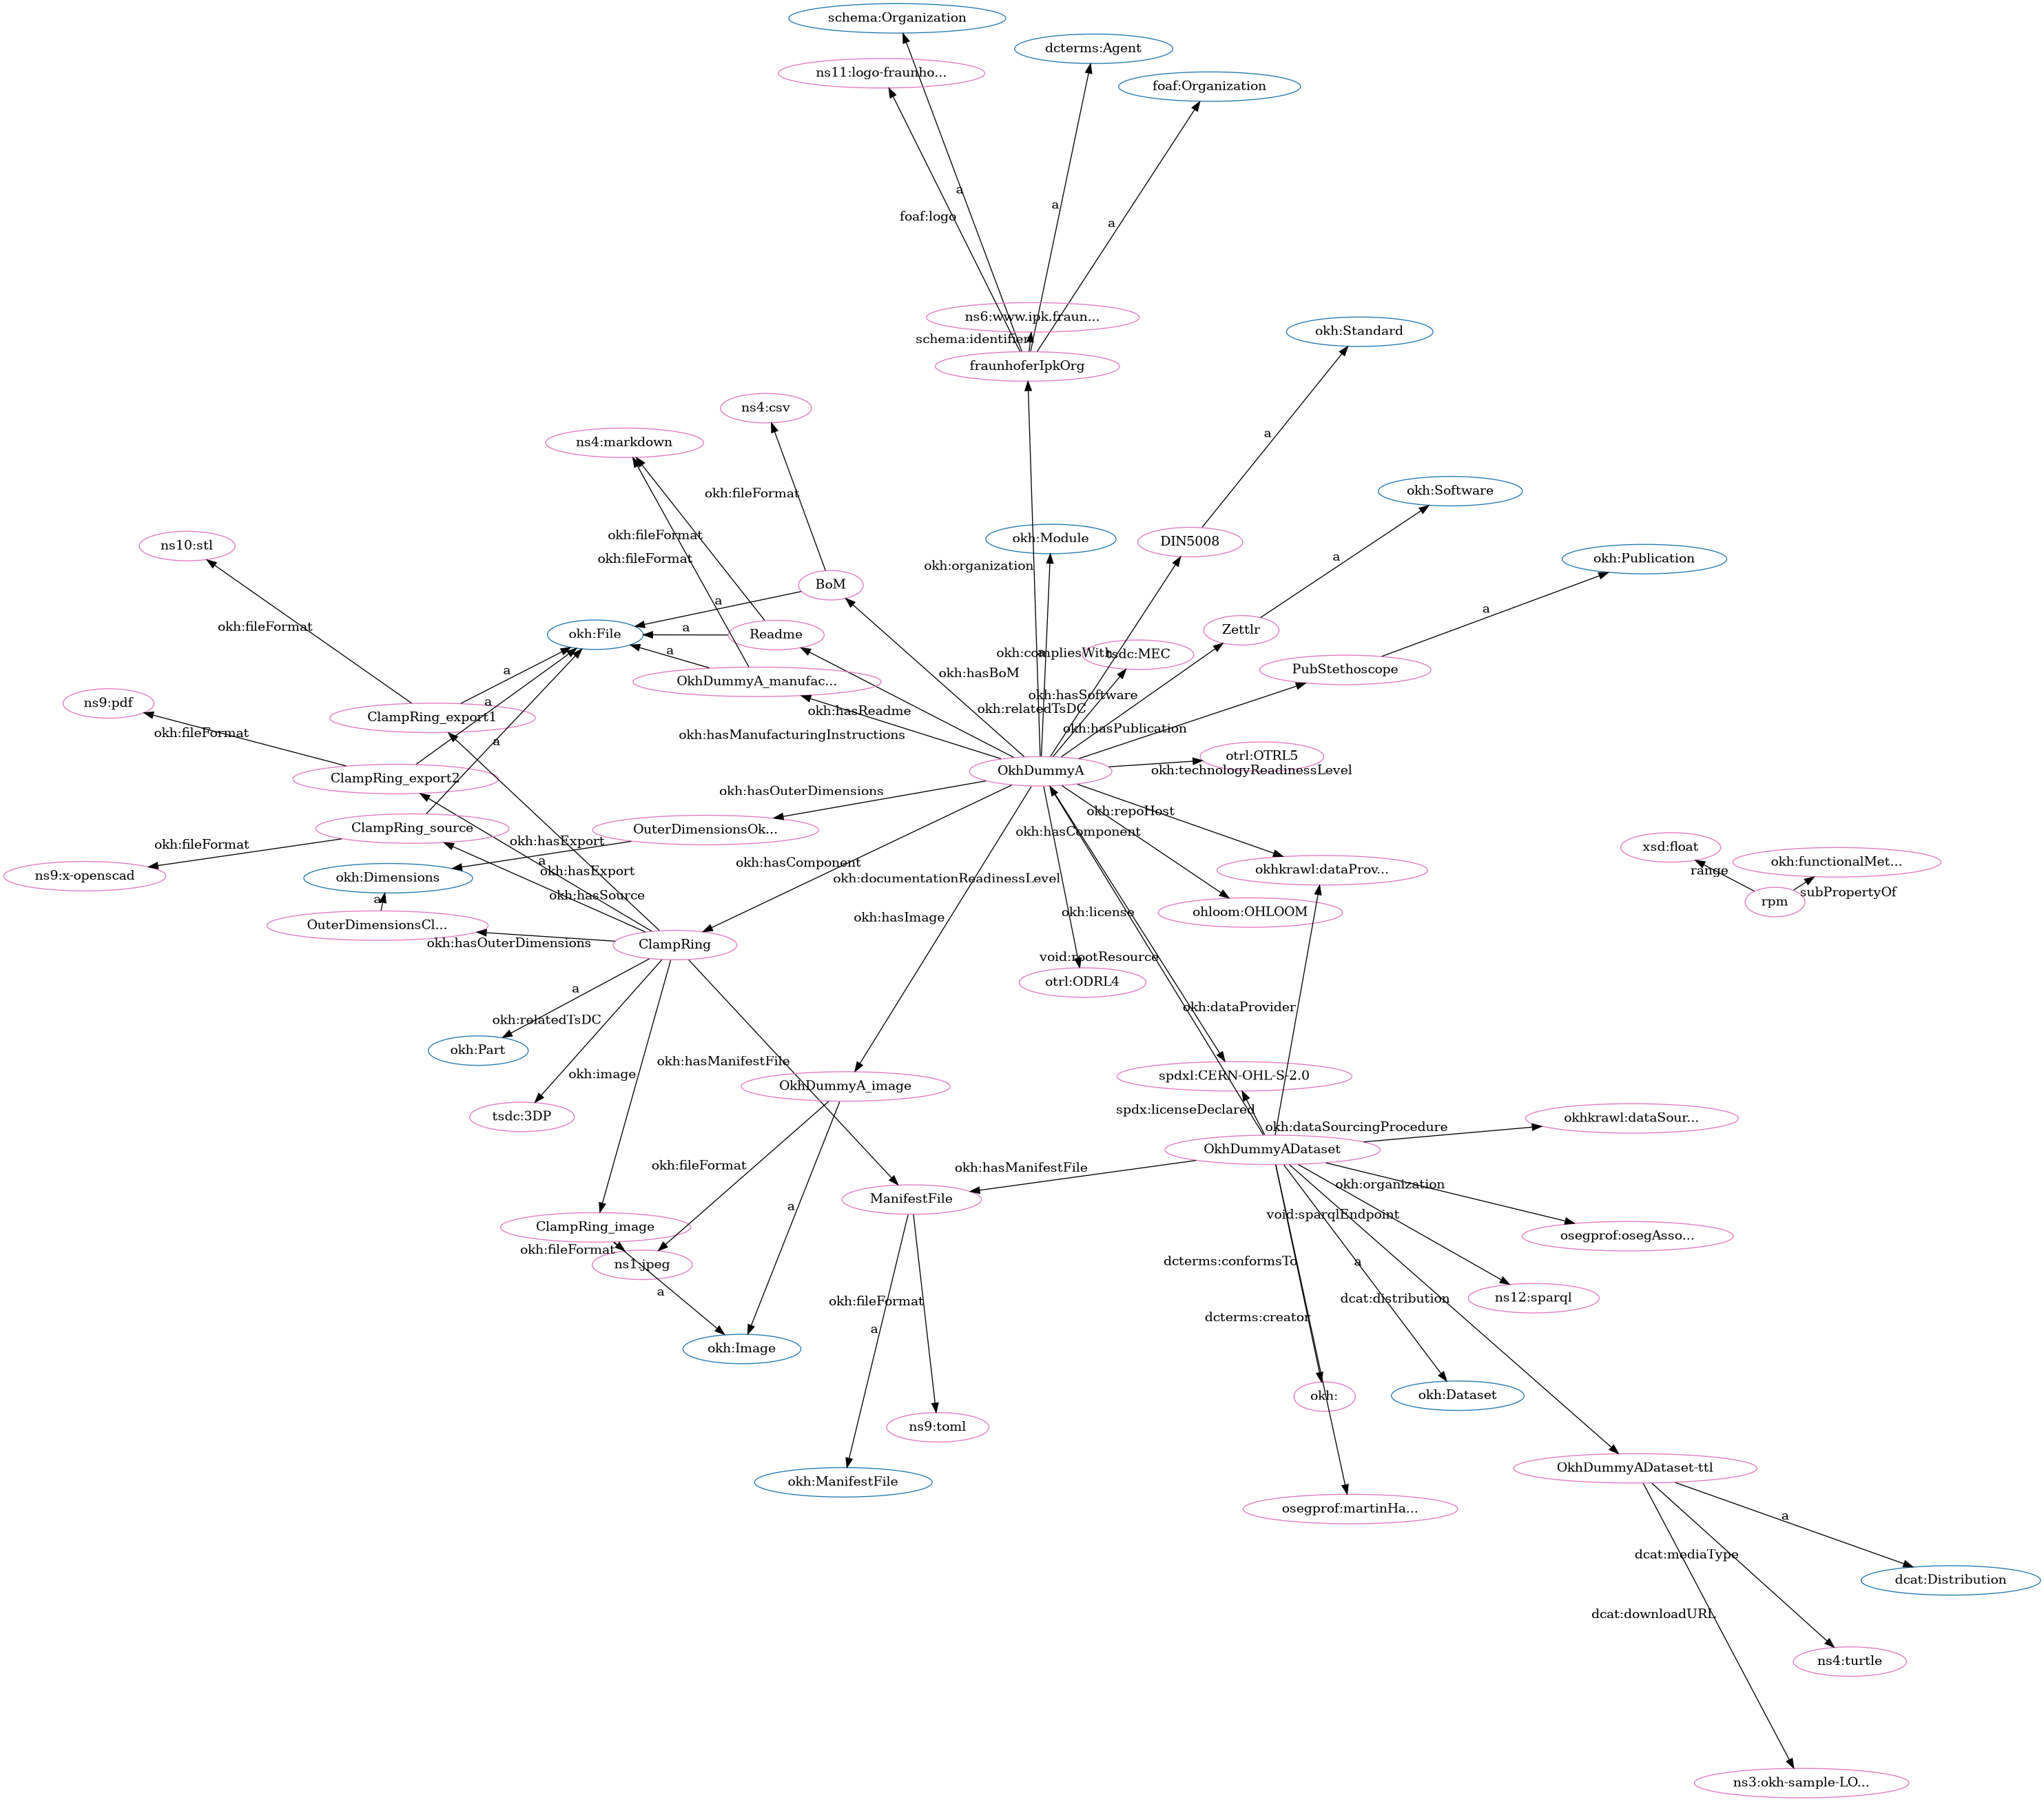 schema:Organization
dcterms:Agent
ns11:logo-fraunho...
foaf:Organization
a
a
foaf:logo
a
ns6:www.ipk.fraun...
okh:Standard
schema:identifier
fraunhoferIpkOrg
ns4:csv
a
ns4:markdown
okh:Software
okh:fileFormat
okh:fileFormat
okh:Module
DIN5008
ns10:stl
a
okh:fileFormat
okh:Publication
okh:organization
BoM
a
a
okh:fileFormat
a
Zettlr
okh:File
Readme
a
okh:compliesWith
a
tsdc:MEC
a
okh:hasBoM
PubStethoscope
OkhDummyA_manufac...
okh:hasSoftware
a
ns9:pdf
okh:relatedTsDC
okh:hasReadme
ClampRing_export1
okh:hasPublication
okh:fileFormat
okh:hasManufacturingInstructions
a
otrl:OTRL5
okh:technologyReadinessLevel
OkhDummyA
ClampRing_export2
okh:hasOuterDimensions
okh:repoHost
ClampRing_source
OuterDimensionsOk...
okh:hasComponent
okh:hasExport
okh:fileFormat
xsd:float
a
okh:hasComponent
okh:functionalMet...
range
okh:hasExport
okhkrawl:dataProv...
ns9:x-openscad
okh:Dimensions
okh:documentationReadinessLevel
subPropertyOf
okh:hasSource
a
rpm
okh:license
ohloom:OHLOOM
okh:hasImage
OuterDimensionsCl...
okh:hasOuterDimensions
ClampRing
void:rootResource
otrl:ODRL4
a
okh:dataProvider
okh:relatedTsDC
okh:Part
okh:hasManifestFile
okh:image
spdxl:CERN-OHL-S-2.0
OkhDummyA_image
spdx:licenseDeclared
tsdc:3DP
okhkrawl:dataSour...
okh:dataSourcingProcedure
OkhDummyADataset
okh:fileFormat
okh:hasManifestFile
okh:organization
ManifestFile
a
void:sparqlEndpoint
ClampRing_image
osegprof:osegAsso...
okh:fileFormat
dcterms:conformsTo
a
ns1:jpeg
a
okh:fileFormat
dcat:distribution
ns12:sparql
dcterms:creator
a
okh:Image
okh:
okh:Dataset
ns9:toml
OkhDummyADataset-ttl
okh:ManifestFile
osegprof:martinHa...
a
dcat:mediaType
dcat:Distribution
dcat:downloadURL
ns4:turtle
ns3:okh-sample-LO...